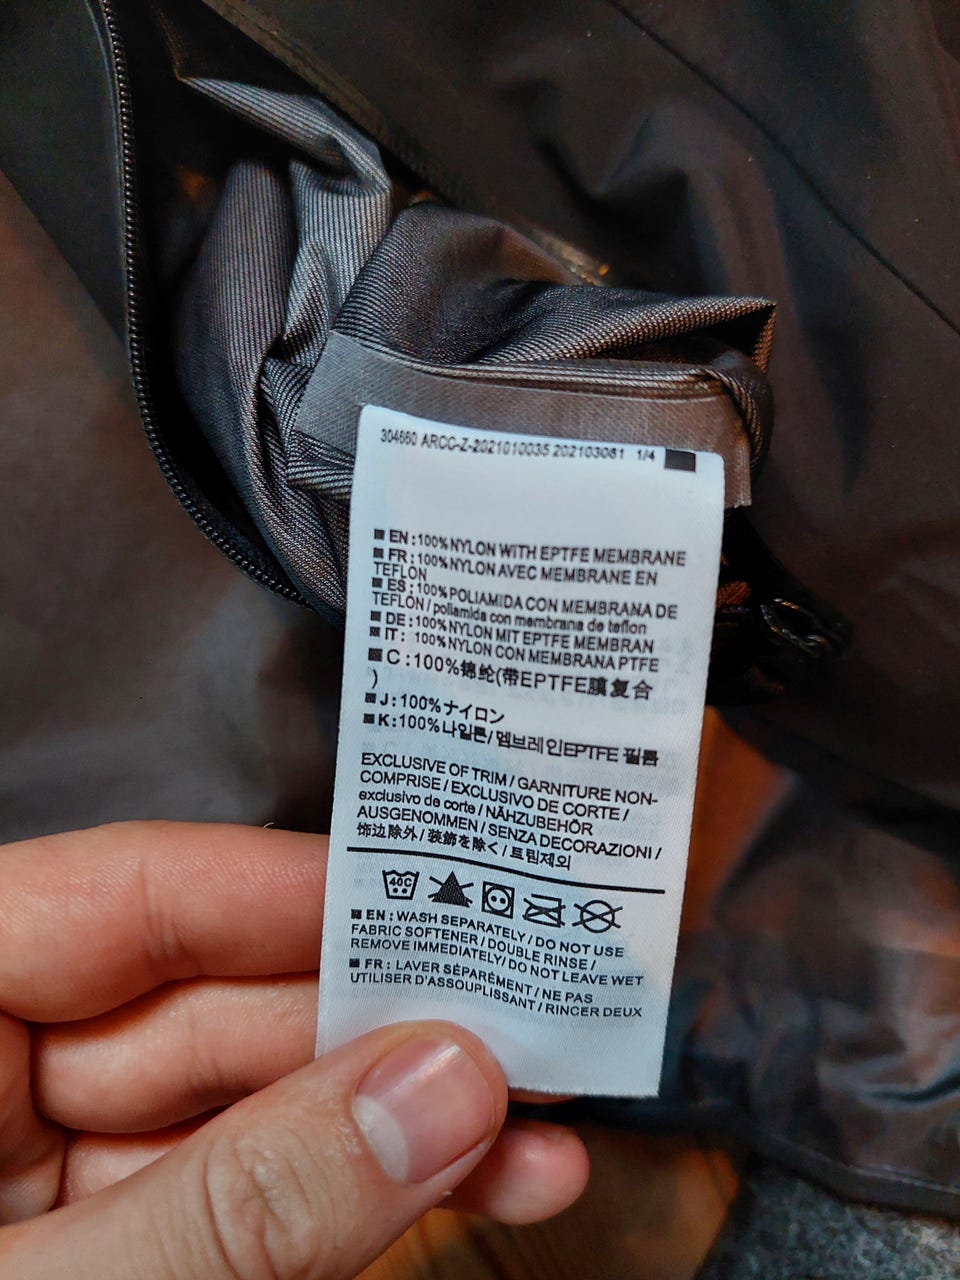 304660 ARCC-Z-2021010035 202103081 1/4
EN : 100% NYLON WITH EPTFE MEMBRANE
FR : 100% NYLON AVEC MEMBRANE EN
TEFLON
ES : 100% POLIAMIDA CON MEMBRANA DE
TEFLÓN / poliamida con membrana de teflon
DE : 100% NYLON MIT EPTFE MEMBRAN
IT : 100% NYLON CON MEMBRANA PTFE
C : 100%锦纶(带EPTFE膜复合
)
J : 100%ナイロン
K : 100%나일론/ 멤브레인EPTFE 필름
EXCLUSIVE OF TRIM / GARNITURE NON-
COMPRISE / EXCLUSIVO DE CORTE /
exclusivo de corte / NÄHZUBEHÖR
AUSGENOMMEN / SENZA DECORAZIONI /
饰边除外 / 装飾を除く / 트림제외
40C
EN : WASH SEPARATELY / DO NOT USE
FABRIC SOFTENER / DOUBLE RINSE /
REMOVE IMMEDIATELY/ DO NOT LEAVE WET
FR : LAVER SÉPARÉMENT / NE PAS
UTILISER D'ASSOUPLISSANT / RINCER DEUX